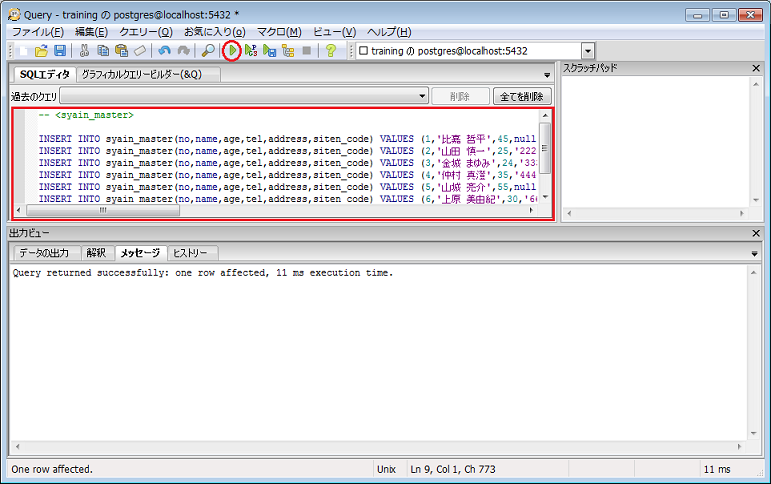 Query - training の postgres@localhost:5432 *
ファイル(F) 編集(E) クエリー(Q) お気に入り(o) マクロ(M) ビュー(V) ヘルプ(H)
training の postgres@localhost:5432
SQLエディタ グラフィカルクエリービルダー(&Q)
スクラッチパッド
過去のクエリ 削除 全てを削除
-- <syain_master>
INSERT INTO syain_master(no,name,age,tel,address,siten_code) VALUES (1,'比嘉 哲平',45,null
INSERT INTO syain_master(no,name,age,tel,address,siten_code) VALUES (2,'山田 慎一',25,'222
INSERT INTO syain_master(no,name,age,tel,address,siten_code) VALUES (3,'金城 まゆみ',24,'333
INSERT INTO syain_master(no,name,age,tel,address,siten_code) VALUES (4,'仲村 真澄',35,'444
INSERT INTO syain_master(no,name,age,tel,address,siten_code) VALUES (5,'山城 亮介',55,null
INSERT INTO syain_master(no,name,age,tel,address,siten_code) VALUES (6,'上原 美由紀',30,'66
出力ビュー
データの出力 解釈 メッセージ ヒストリー
Query returned successfully: one row affected, 11 ms execution time.
One row affected. Unix Ln 9, Col 1, Ch 773 11 ms